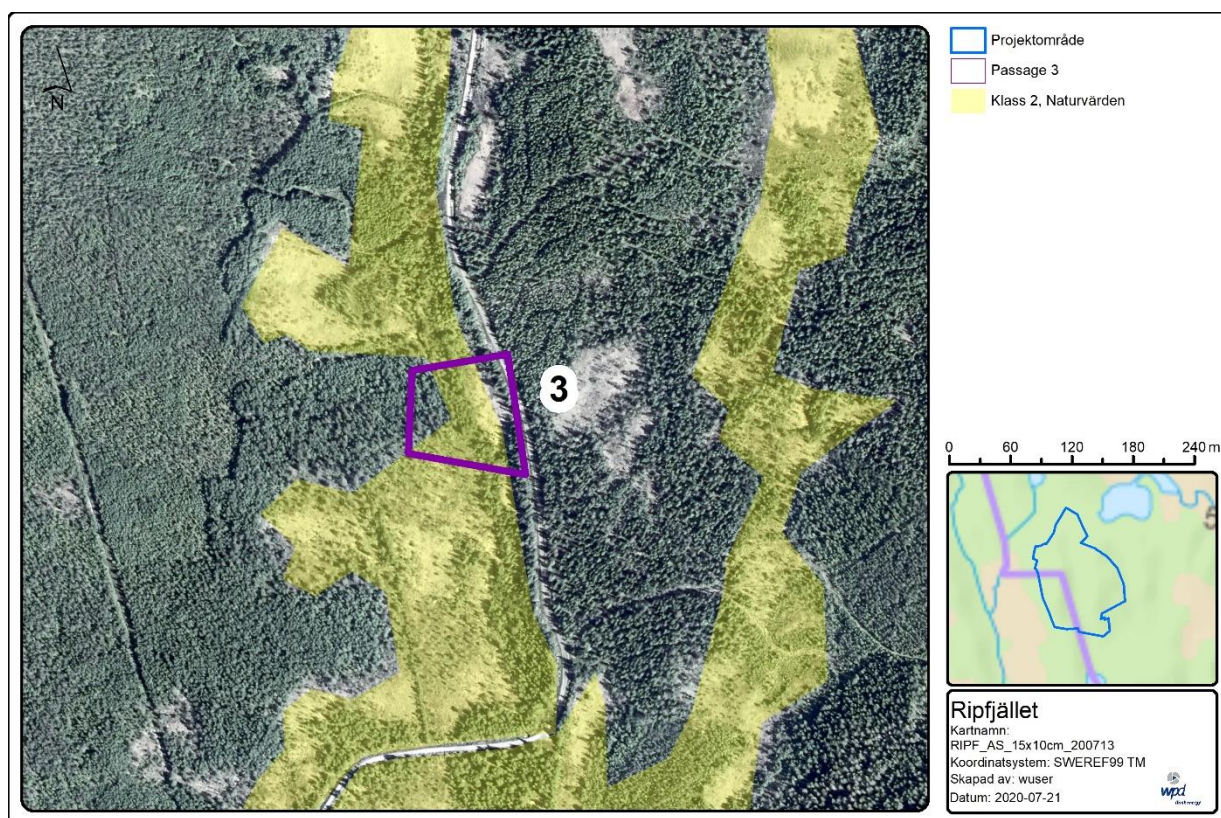 N
3
Projektområde
Passage 3
Klass 2, Naturvärden
0 60 120 180 240 m
5
Ripfjället
Kartnamn:
RIPF_AS_15x10cm_200713
Koordinatsystem: SWEREF99 TM
Skapad av: wuser
Datum: 2020-07-21
wpd